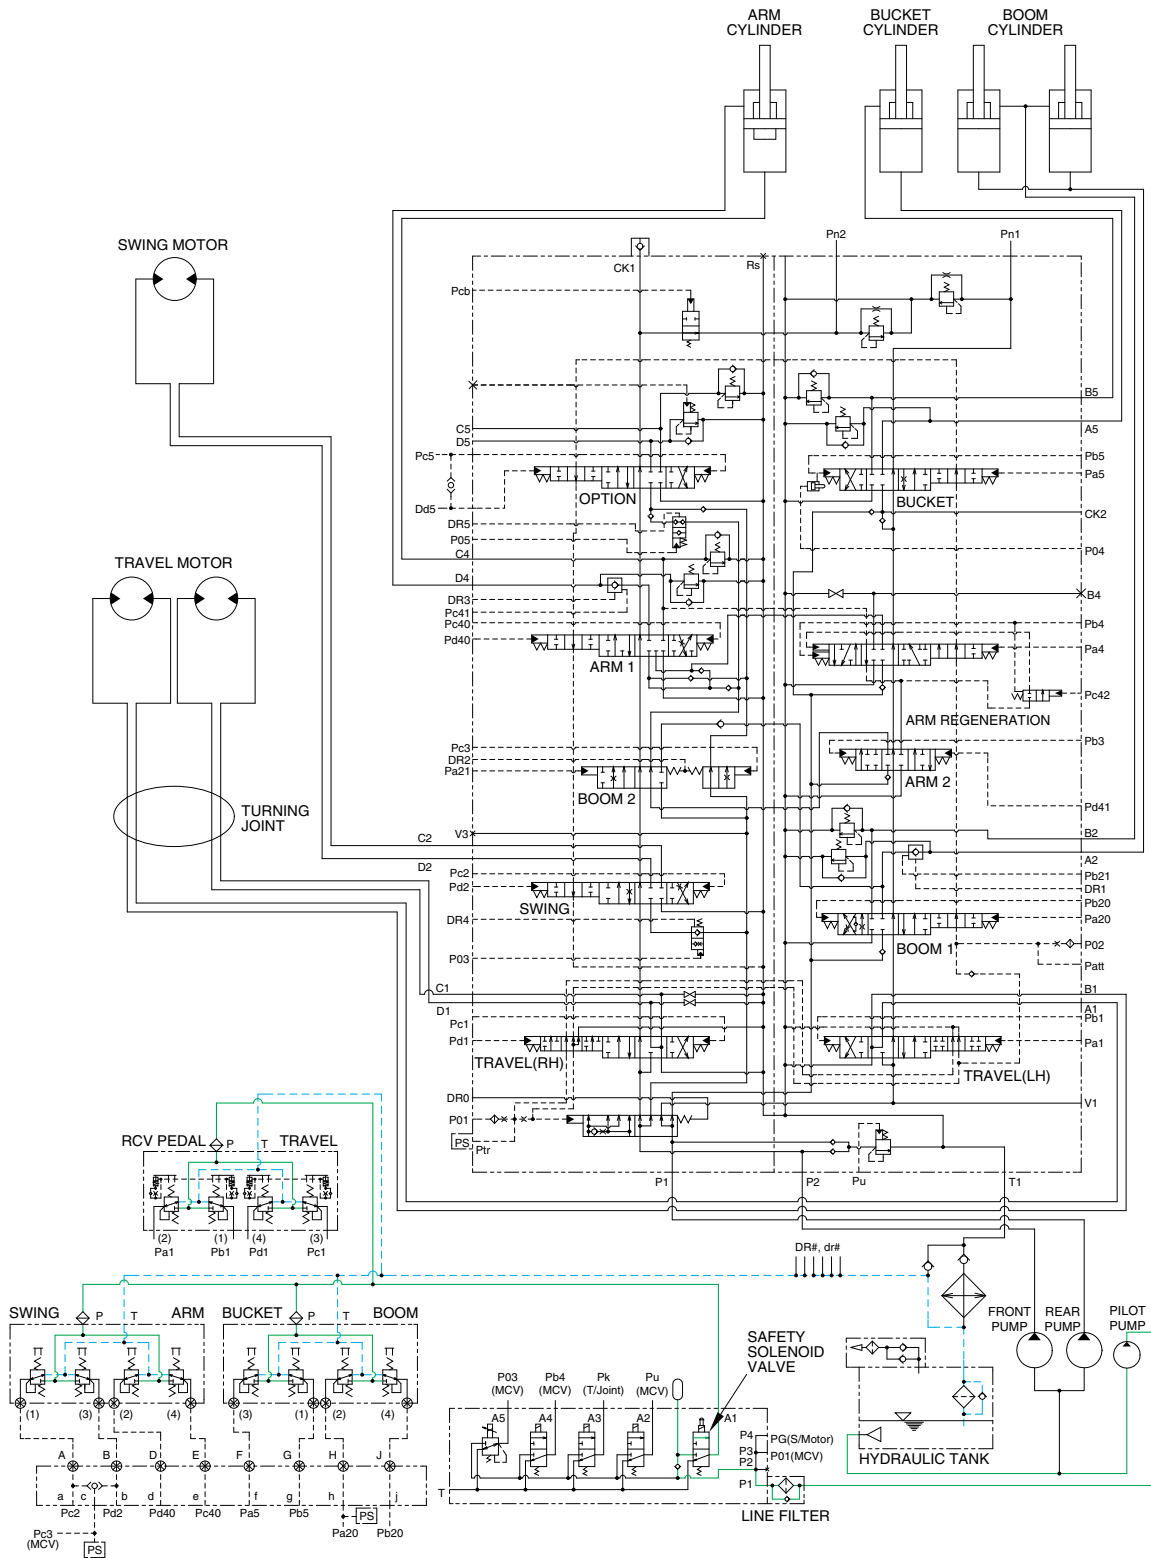 ARM
CYLINDER
BUCKET
CYLINDER
BOOM
CYLINDER
SWING MOTOR
Pn2
Pn1
CK1
Rs
Pcb
B5
C5
A5
D5
Pc5
Pb5
Pa5
OPTION
BUCKET
Dd5
CK2
DR5
P05
P04
C4
TRAVEL MOTOR
D4
B4
DR3
Pc41
Pc40
Pb4
Pd40
ARM 1
Pa4
Pc42
ARM REGENERATION
Pc3
Pb3
DR2
Pa21
ARM 2
BOOM 2
TURNING
JOINT
Pd41
V3
C2
B2
D2
A2
Pc2
Pb21
Pd2
DR1
SWING
Pb20
DR4
Pa20
BOOM 1
P02
P03
Patt
C1
B1
D1
A1
Pc1
Pb1
Pd1
Pa1
TRAVEL(RH)
TRAVEL(LH)
DR0
V1
P01
PS
Ptr
RCV PEDAL
P
T
TRAVEL
P1
P2
Pu
T1
(2)
(1)
(4)
(3)
Pa1
Pb1
Pd1
Pc1
DR#, dr#
SWING
P
T
ARM
BUCKET
P
T
BOOM
FRONT
PUMP
REAR
PUMP
PILOT
PUMP
SAFETY
SOLENOID
VALVE
P03
(MCV)
Pb4
(MCV)
Pk
(T/Joint)
Pu
(MCV)
(1)
(3)
(2)
(4)
(3)
(1)
(2)
(4)
A5
A4
A3
A2
A1
P4
PG(S/Motor)
P3
P01(MCV)
P2
P1
HYDRAULIC TANK
A
B
D
E
F
G
H
J
T
LINE FILTER
a
c
b
d
e
f
g
h
j
Pc2
Pd2
Pd40
Pc40
Pa5
Pb5
PS
Pa20
Pb20
Pc3
(MCV)
PS